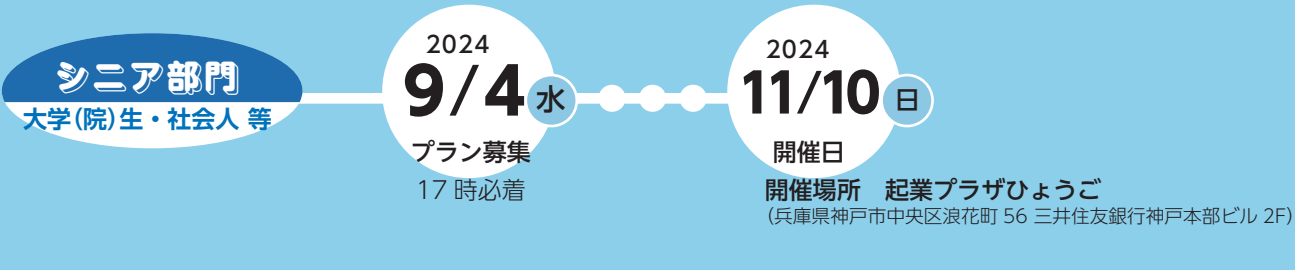 シニア部門
大学(院)生・社会人 等
2024
9/4 水
プラン募集
17 時必着
2024
11/10 日
開催日
開催場所　起業プラザひょうご
(兵庫県神戸市中央区浪花町 56 三井住友銀行神戸本部ビル 2F)